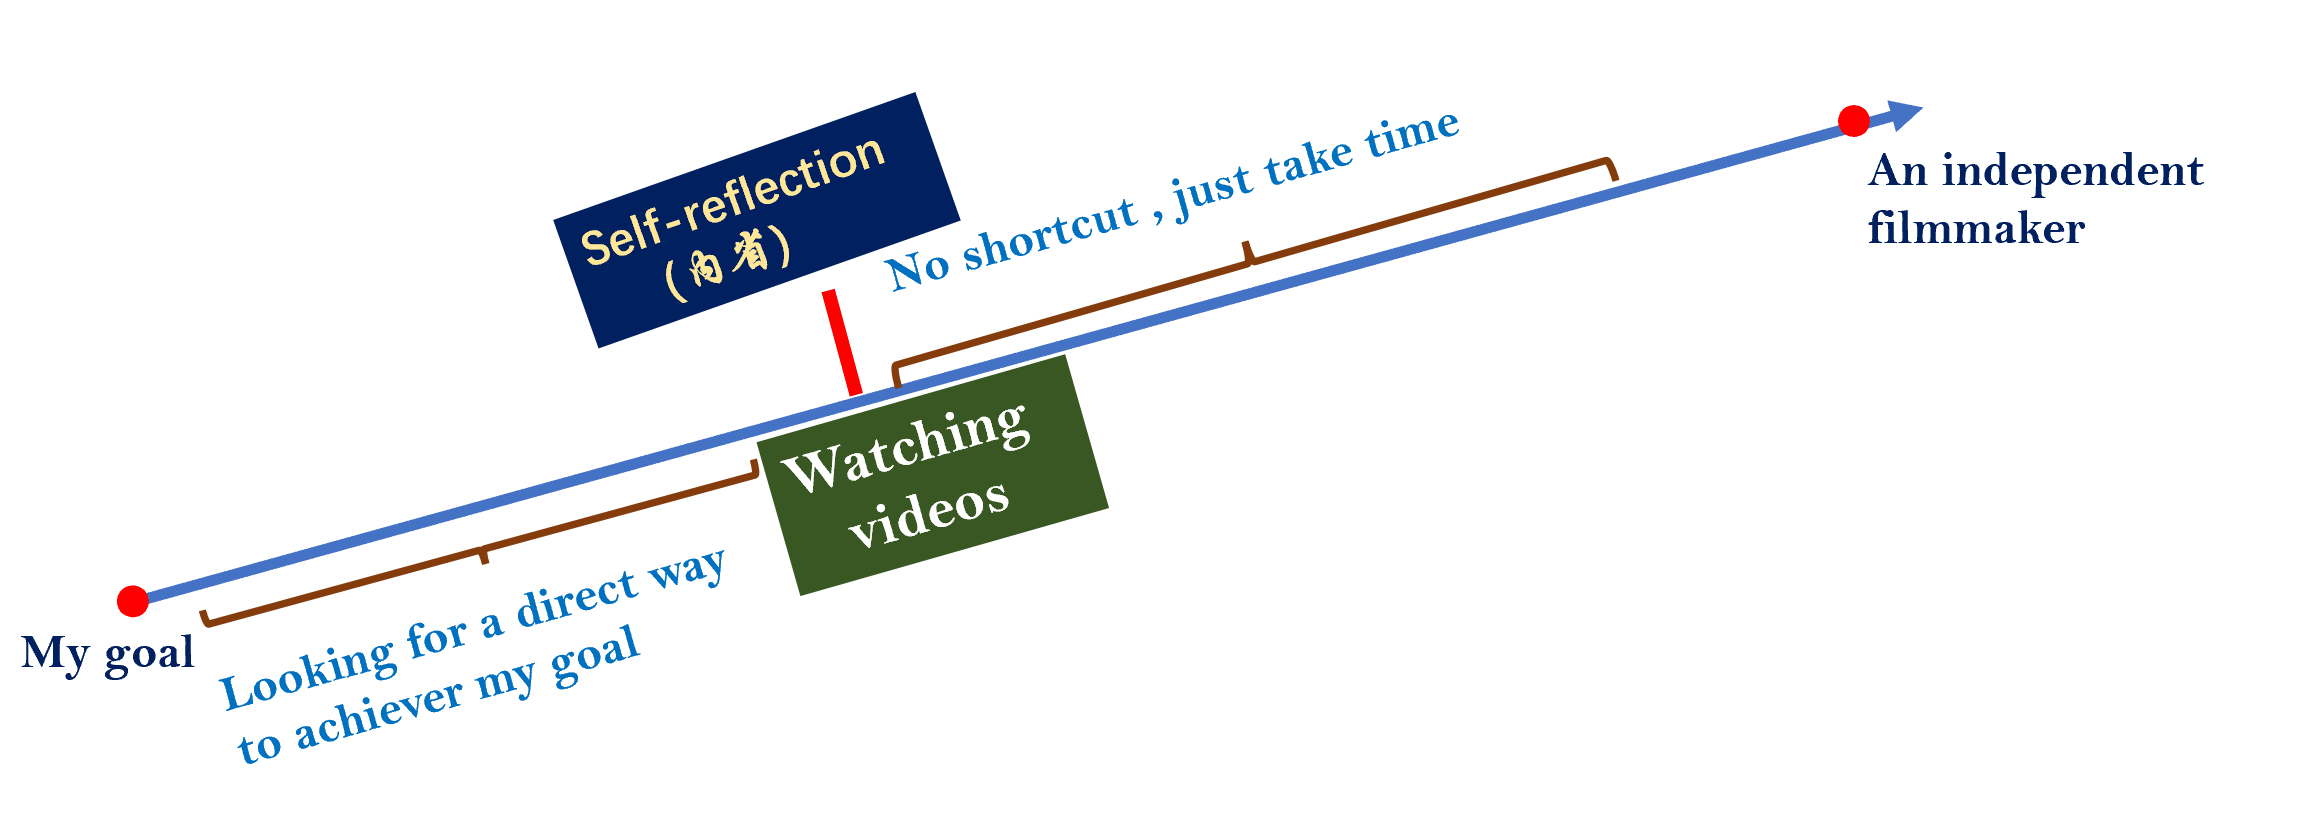 Self-reflection
(內省)
No shortcut , just take time
An independent
filmmaker
Watching
videos
My goal
Looking for a direct way
to achiever my goal